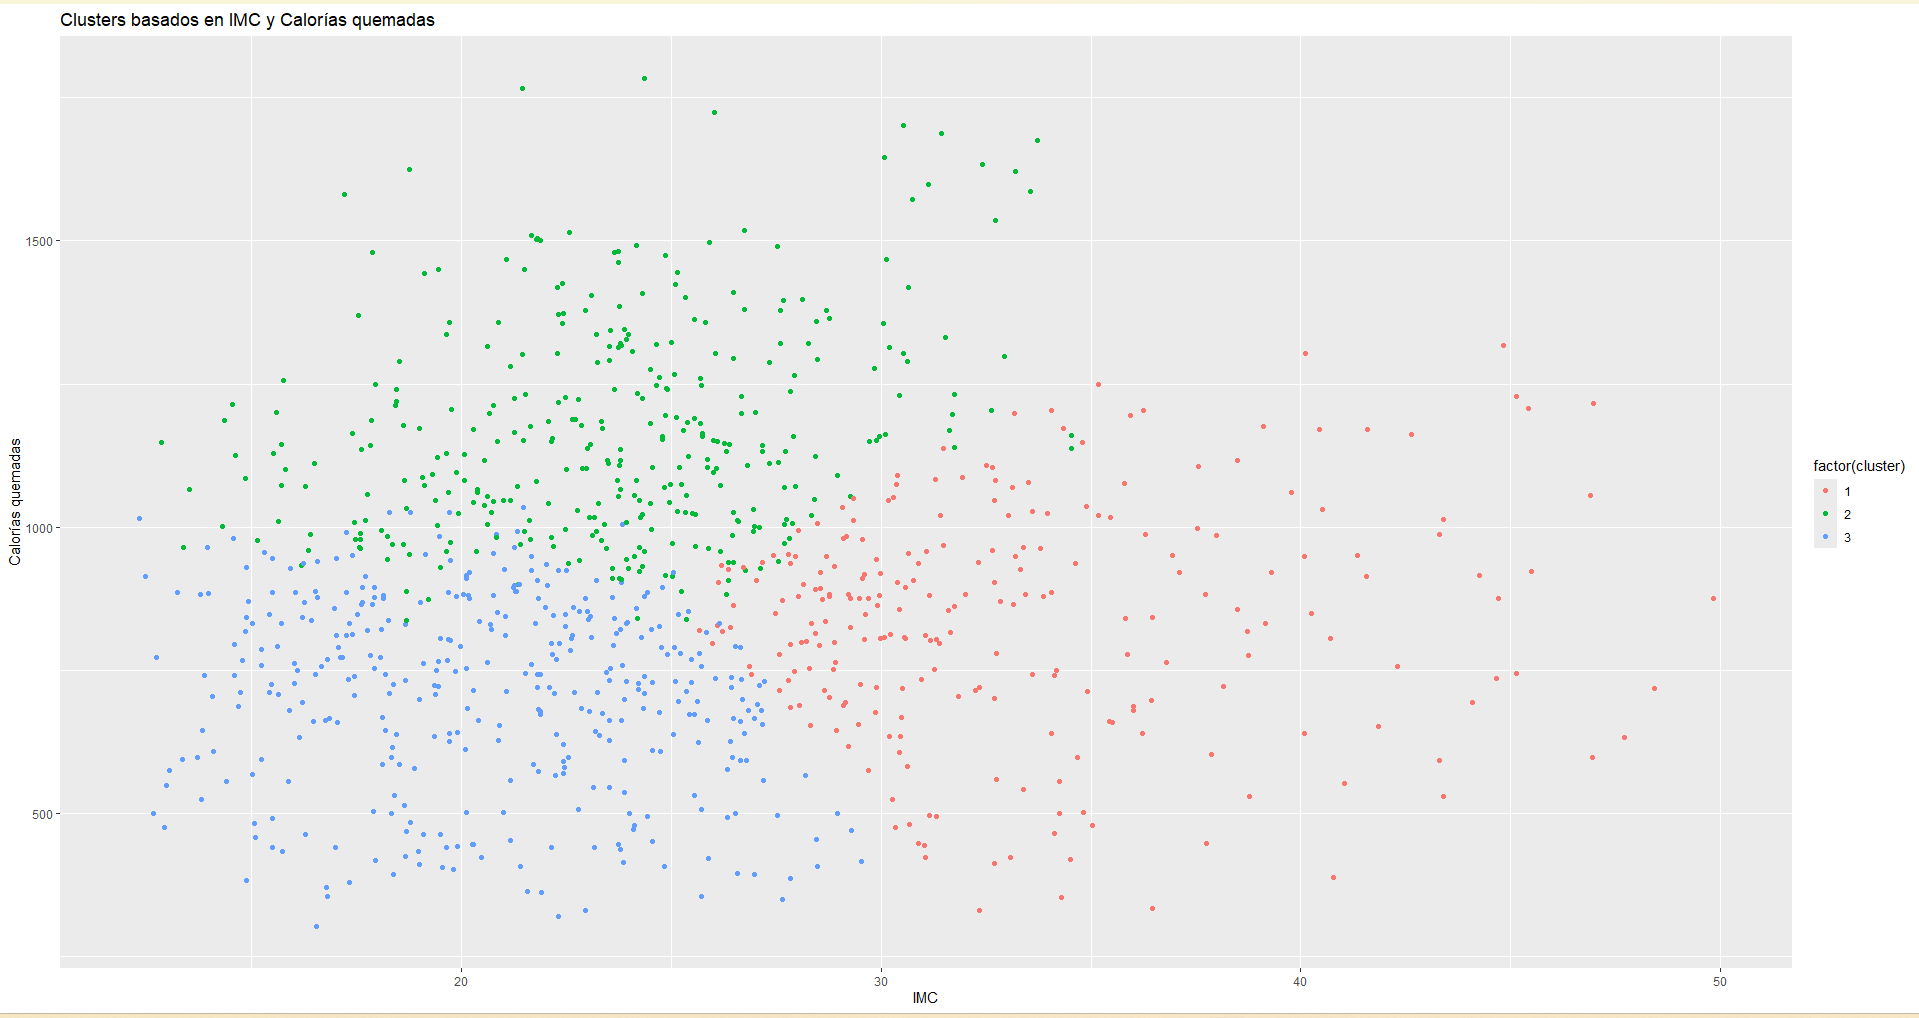 Clusters basados en IMC y Calorías quemadas
Calorías quemadas
1500
1000
500
20
30
40
50
IMC
factor(cluster)
1
2
3